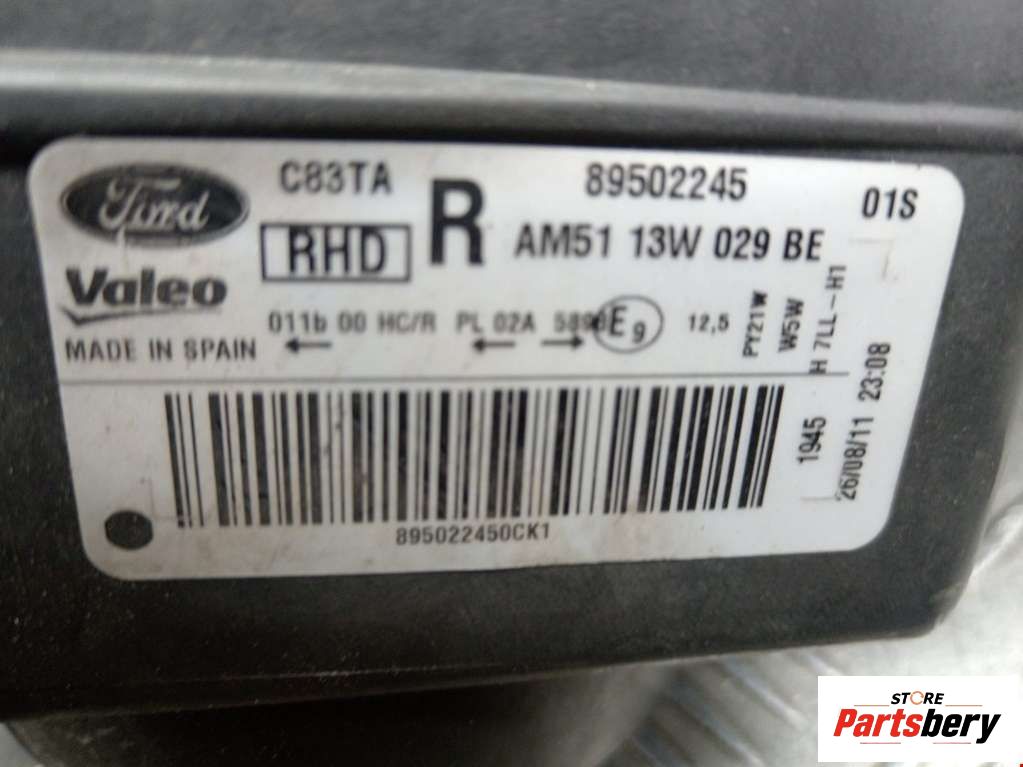 Ford
C83TA
R
89502245
01S
RHD
AM51 13W 029 BE
Valeo
011b 00 HC/R PL 02A E9 12,5
PY21W
W5W
H 7LL-H1
MADE IN SPAIN
1945
26/08/11 23:08
895022450CK1
STORE
Partsbery